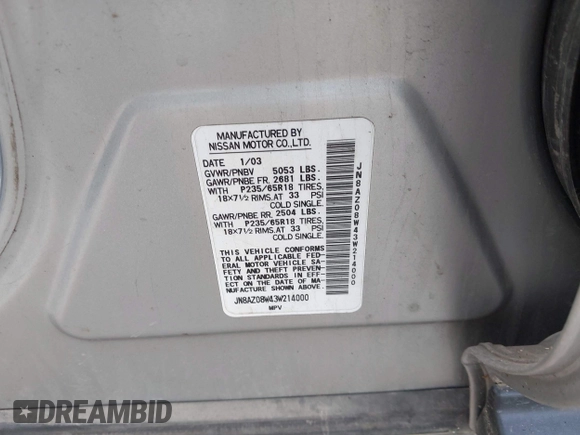 MANUFACTURED BY
NISSAN MOTOR CO.,LTD.
DATE 1/03
GVWR/PNBV 5053 LBS.
GAWR/PNBE FR. 2681 LBS.
WITH P235/65R18 TIRES,
18×7½ RIMS, AT 33 PSI
COLD SINGLE.
GAWR/PNBE RR. 2504 LBS.
WITH P235/65R18 TIRES,
18×7½ RIMS, AT 33 PSI
COLD SINGLE.
THIS VEHICLE CONFORMS
TO ALL APPLICABLE FED-
ERAL MOTOR VEHICLE SA-
FETY AND THEFT PREVEN-
TION STANDARDS IN EFF-
ECT ON THE DATE OF MA-
NUFACTURE SHOWN ABOVE.
JN8AZ08W43W214000
MPV
JN8AZ08W43W214000
DREAMBID